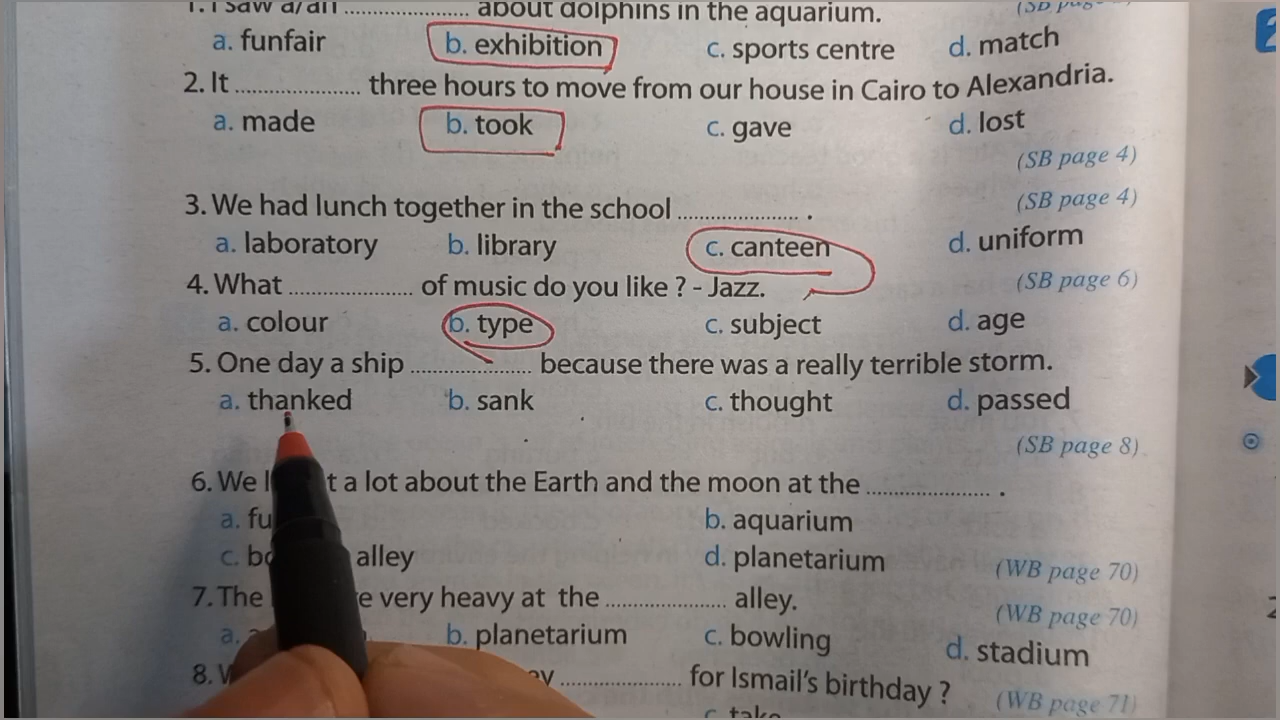 1. I saw a/an .................... about dolphins in the aquarium.
a. funfair b. exhibition c. sports centre d. match
2. It .................... three hours to move from our house in Cairo to Alexandria.
a. made b. took c. gave d. lost
(SB page 4)
3. We had lunch together in the school .................... . (SB page 4)
a. laboratory b. library c. canteen d. uniform
4. What .................... of music do you like ? - Jazz. (SB page 6)
a. colour b. type c. subject d. age
5. One day a ship .................... because there was a really terrible storm.
a. thanked b. sank c. thought d. passed
(SB page 8)
6. We a lot about the Earth and the moon at the .................... .
a. b. aquarium
c. alley d. planetarium (WB page 70)
7. The very heavy at the .................... alley. (WB page 70)
a. b. planetarium c. bowling d. stadium
8. .................... for Ismail's birthday ? (WB page 71)
c. take